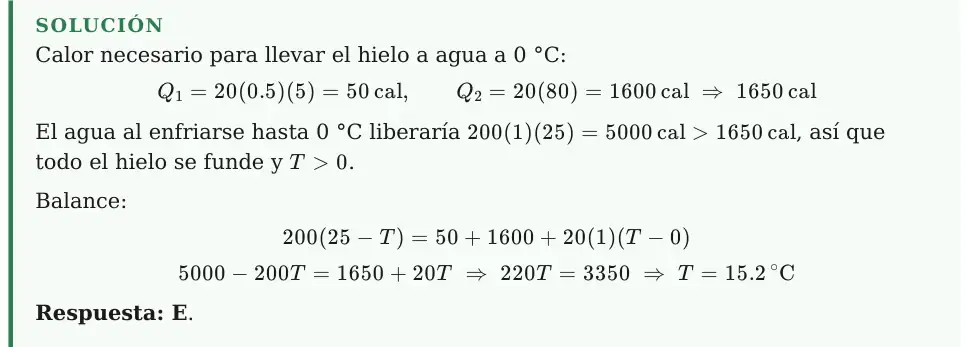 SOLUCIÓN
Calor necesario para llevar el hielo a agua a 0 °C:
Q₁ = 20(0.5)(5) = 50 cal, Q₂ = 20(80) = 1600 cal ⇒ 1650 cal
El agua al enfriarse hasta 0 °C liberaría 200(1)(25) = 5000 cal > 1650 cal, así que
todo el hielo se funde y T > 0.
Balance:
200(25 − T) = 50 + 1600 + 20(1)(T − 0)
5000 − 200T = 1650 + 20T ⇒ 220T = 3350 ⇒ T = 15.2 °C
Respuesta: E.